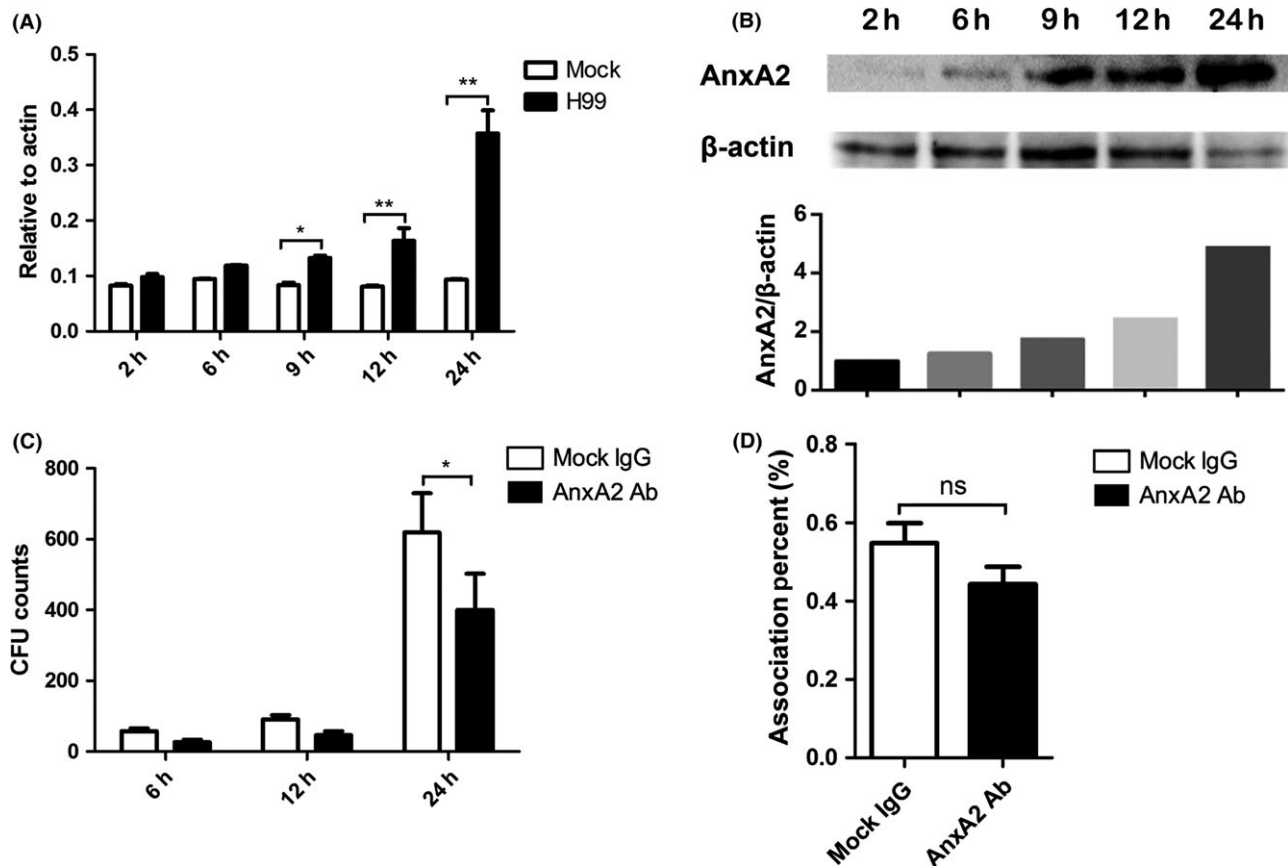 (A)
Relative to actin
0.5
0.4
0.3
0.2
0.1
0.0
Mock
H99
*
**
**
2 h
6 h
9 h
12 h
24 h
(B)
2 h 6 h 9 h 12 h 24 h
AnxA2
β-actin
AnxA2/β-actin
6
4
2
0
(C)
CFU counts
800
600
400
200
0
Mock IgG
AnxA2 Ab
*
6 h
12 h
24 h
(D)
Association percent (%)
0.8
0.6
0.4
0.2
0.0
Mock IgG
AnxA2 Ab
ns
Mock IgG
AnxA2 Ab